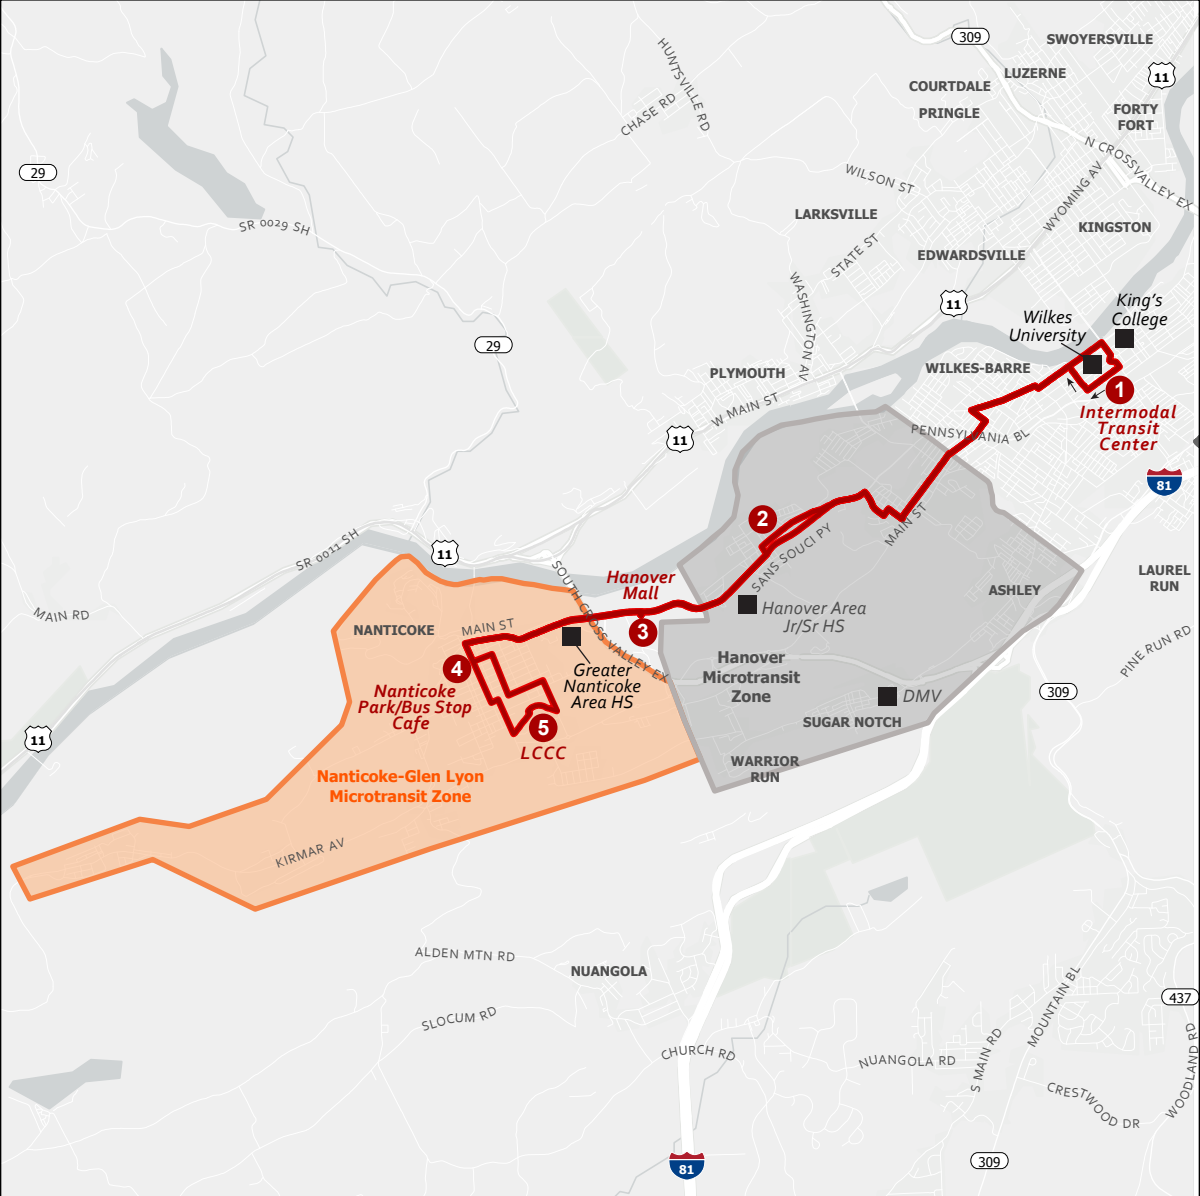 309
SWOYERSVILLE
11
LUZERNE
COURTDALE
PRINGLE
FORTY
FORT
HUNTSVILLE RD
CHASE RD
N CROSSVALLEY EX
WYOMING AV
29
WILSON ST
LARKSVILLE
KINGSTON
SR 0029 SH
STATE ST
EDWARDSVILLE
WASHINGTON AV
11
King's
College
Wilkes
University
29
PLYMOUTH
WILKES-BARRE
1
Intermodal
Transit
Center
W MAIN ST
11
PENNSYLVANIA BL
81
2
MAIN ST
SANS SOUCI PY
SR 0011 SH
11
SOUTH CROSS VALLEY EX
Hanover
Mall
3
ASHLEY
LAUREL
RUN
MAIN RD
Hanover Area
Jr/Sr HS
NANTICOKE
MAIN ST
PINE RUN RD
Hanover
Microtransit
Zone
4
Greater
Nanticoke
Area HS
Nanticoke
Park/Bus Stop
Cafe
DMV
309
SUGAR NOTCH
5
LCCC
11
WARRIOR
RUN
Nanticoke-Glen Lyon
Microtransit Zone
KIRMAR AV
ALDEN MTN RD
NUANGOLA
437
SLOCUM RD
MOUNTAIN BL
CHURCH RD
NUANGOLA RD
S MAIN RD
WOODLAND RD
CRESTWOOD DR
81
309